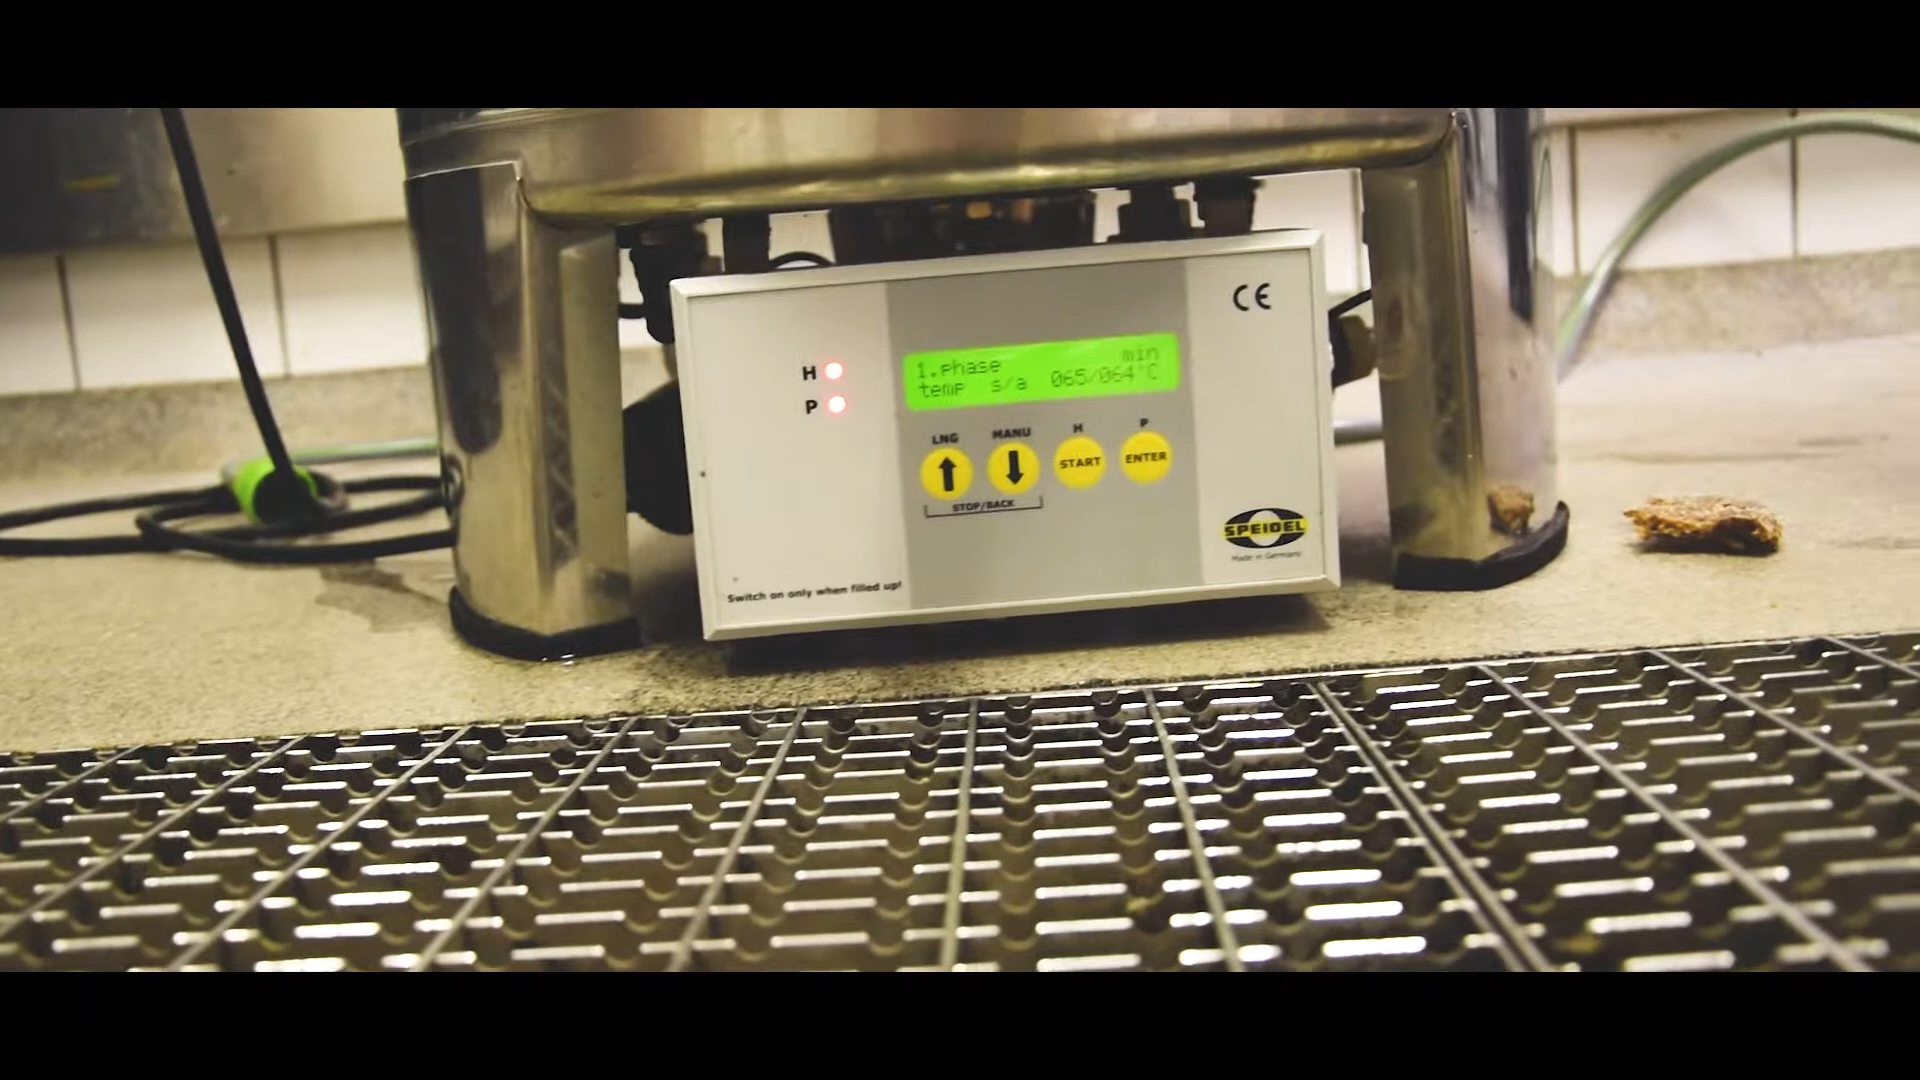 CE
H
P
1.phase min
temp s/a 065/064°C
LNG MANU H P
START ENTER
STOP/BACK
SPEIDEL
Made in Germany
Switch on only when filled up!